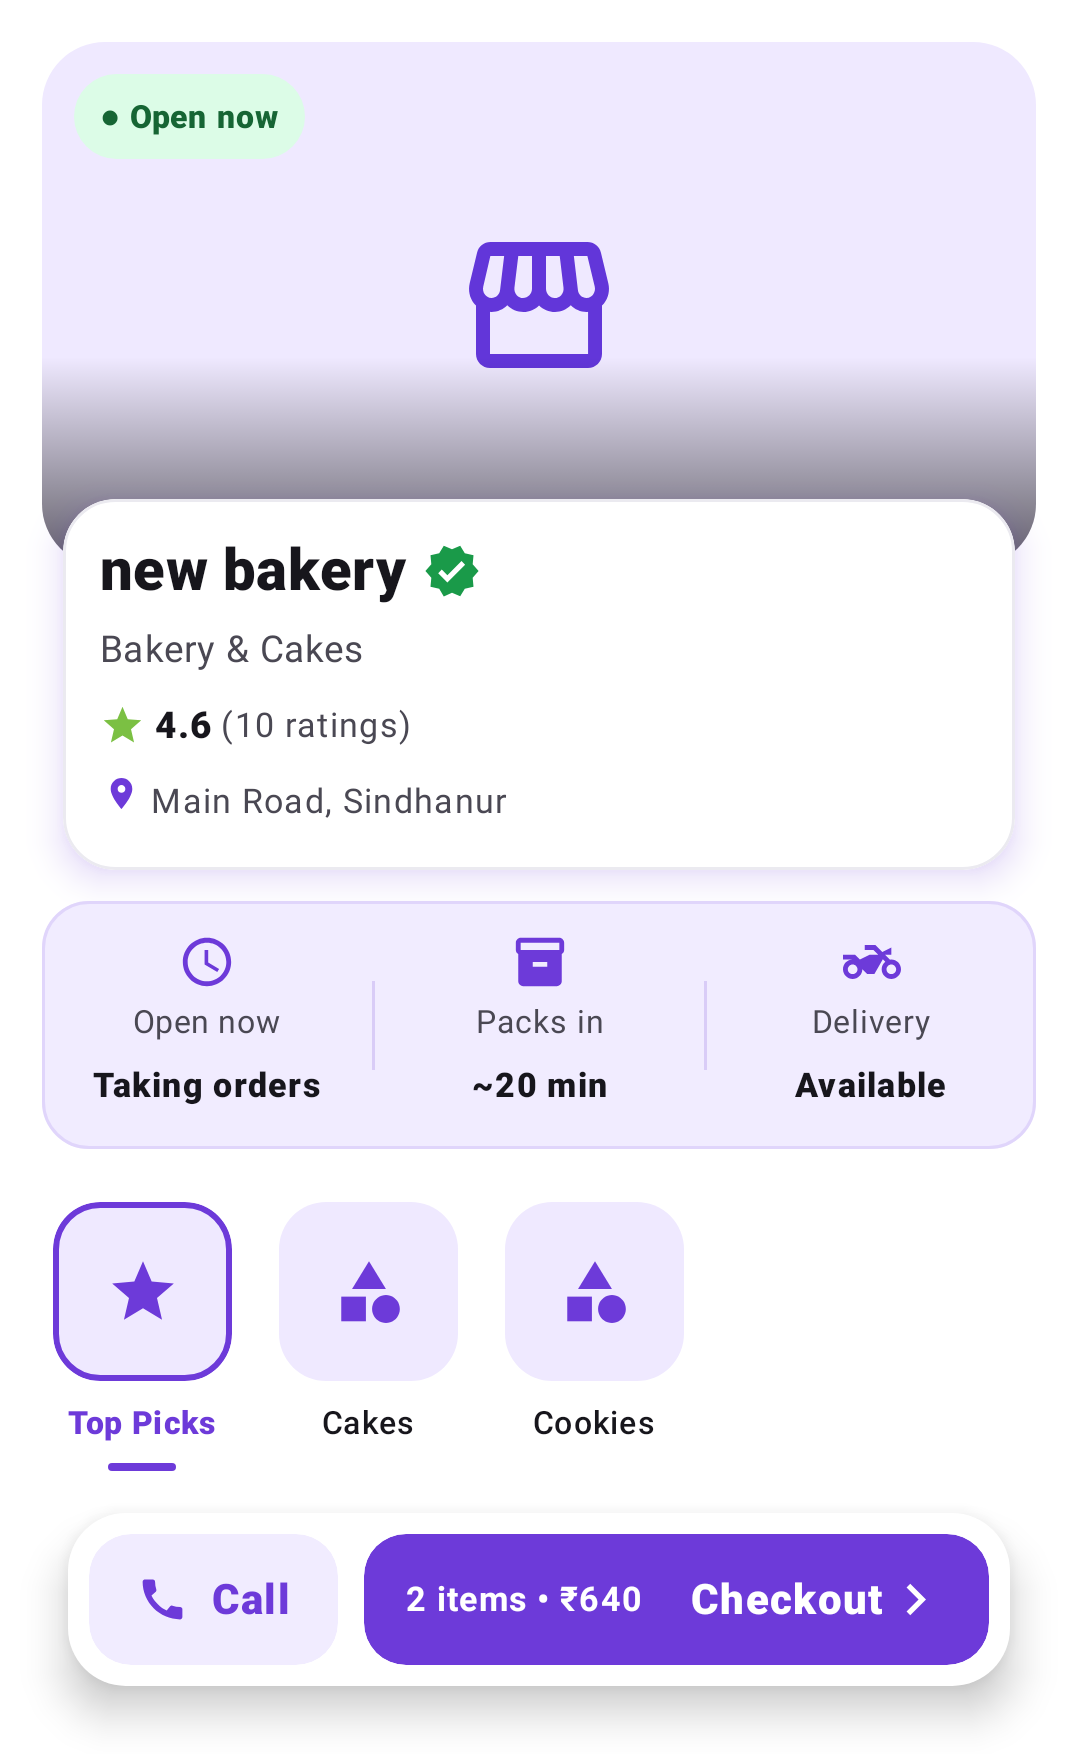 • Open now
new bakery
Bakery & Cakes
4.6 (10 ratings)
Main Road, Sindhanur
Open now
Taking orders
Packs in
~20 min
Delivery
Available
Top Picks
Cakes
Cookies
Call
2 items • ₹640 Checkout